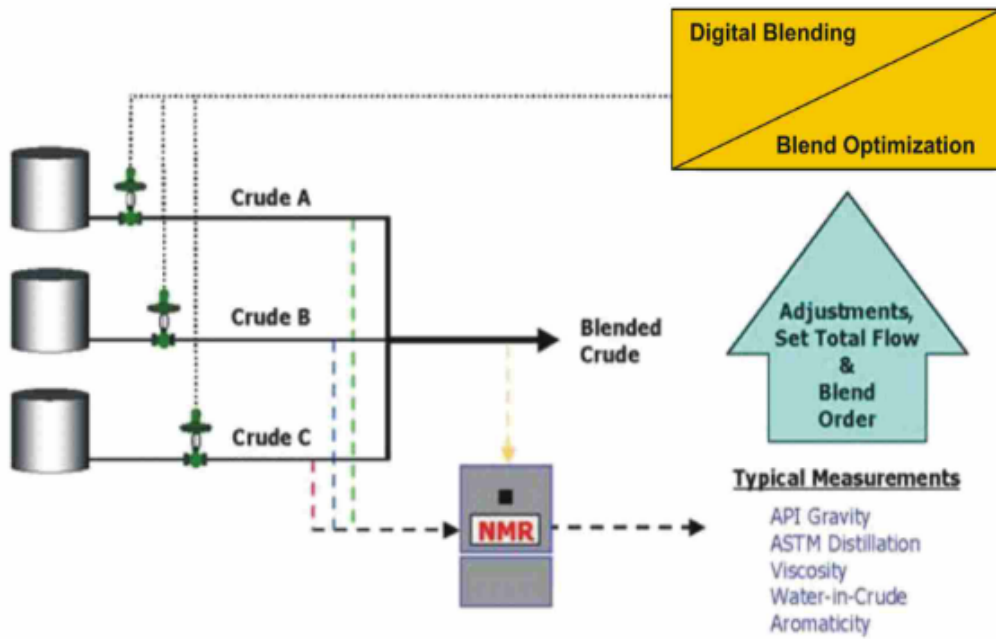 Digital Blending
Blend Optimization
Crude A
Crude B
Blended
Crude
Crude C
Adjustments,
Set Total Flow
&
Blend
Order
NMR
Typical Measurements
API Gravity
ASTM Distillation
Viscosity
Water-in-Crude
Aromaticity